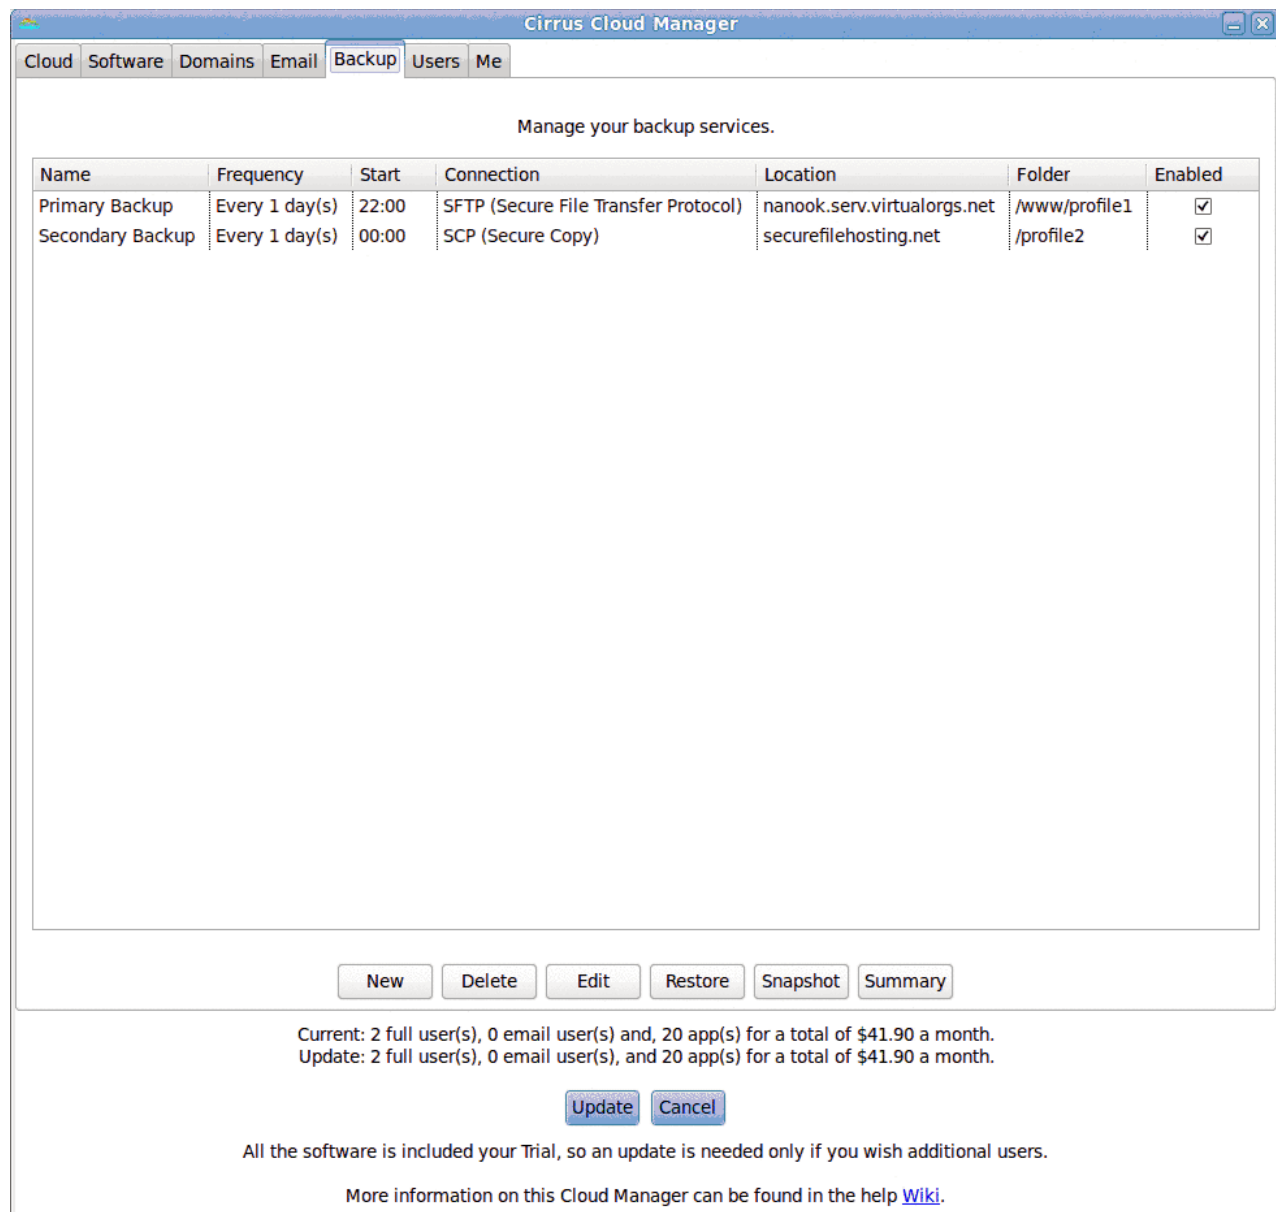 Cirrus Cloud Manager
Cloud Software Domains Email Backup Users Me
Manage your backup services.
Name Frequency Start Connection Location Folder Enabled
Primary Backup Every 1 day(s) 22:00 SFTP (Secure File Transfer Protocol) nanook.serv.virtualorgs.net /www/profile1
Secondary Backup Every 1 day(s) 00:00 SCP (Secure Copy) securefilehosting.net /profile2
New Delete Edit Restore Snapshot Summary
Current: 2 full user(s), 0 email user(s) and, 20 app(s) for a total of $41.90 a month.
Update: 2 full user(s), 0 email user(s), and 20 app(s) for a total of $41.90 a month.
Update Cancel
All the software is included your Trial, so an update is needed only if you wish additional users.
More information on this Cloud Manager can be found in the help Wiki.